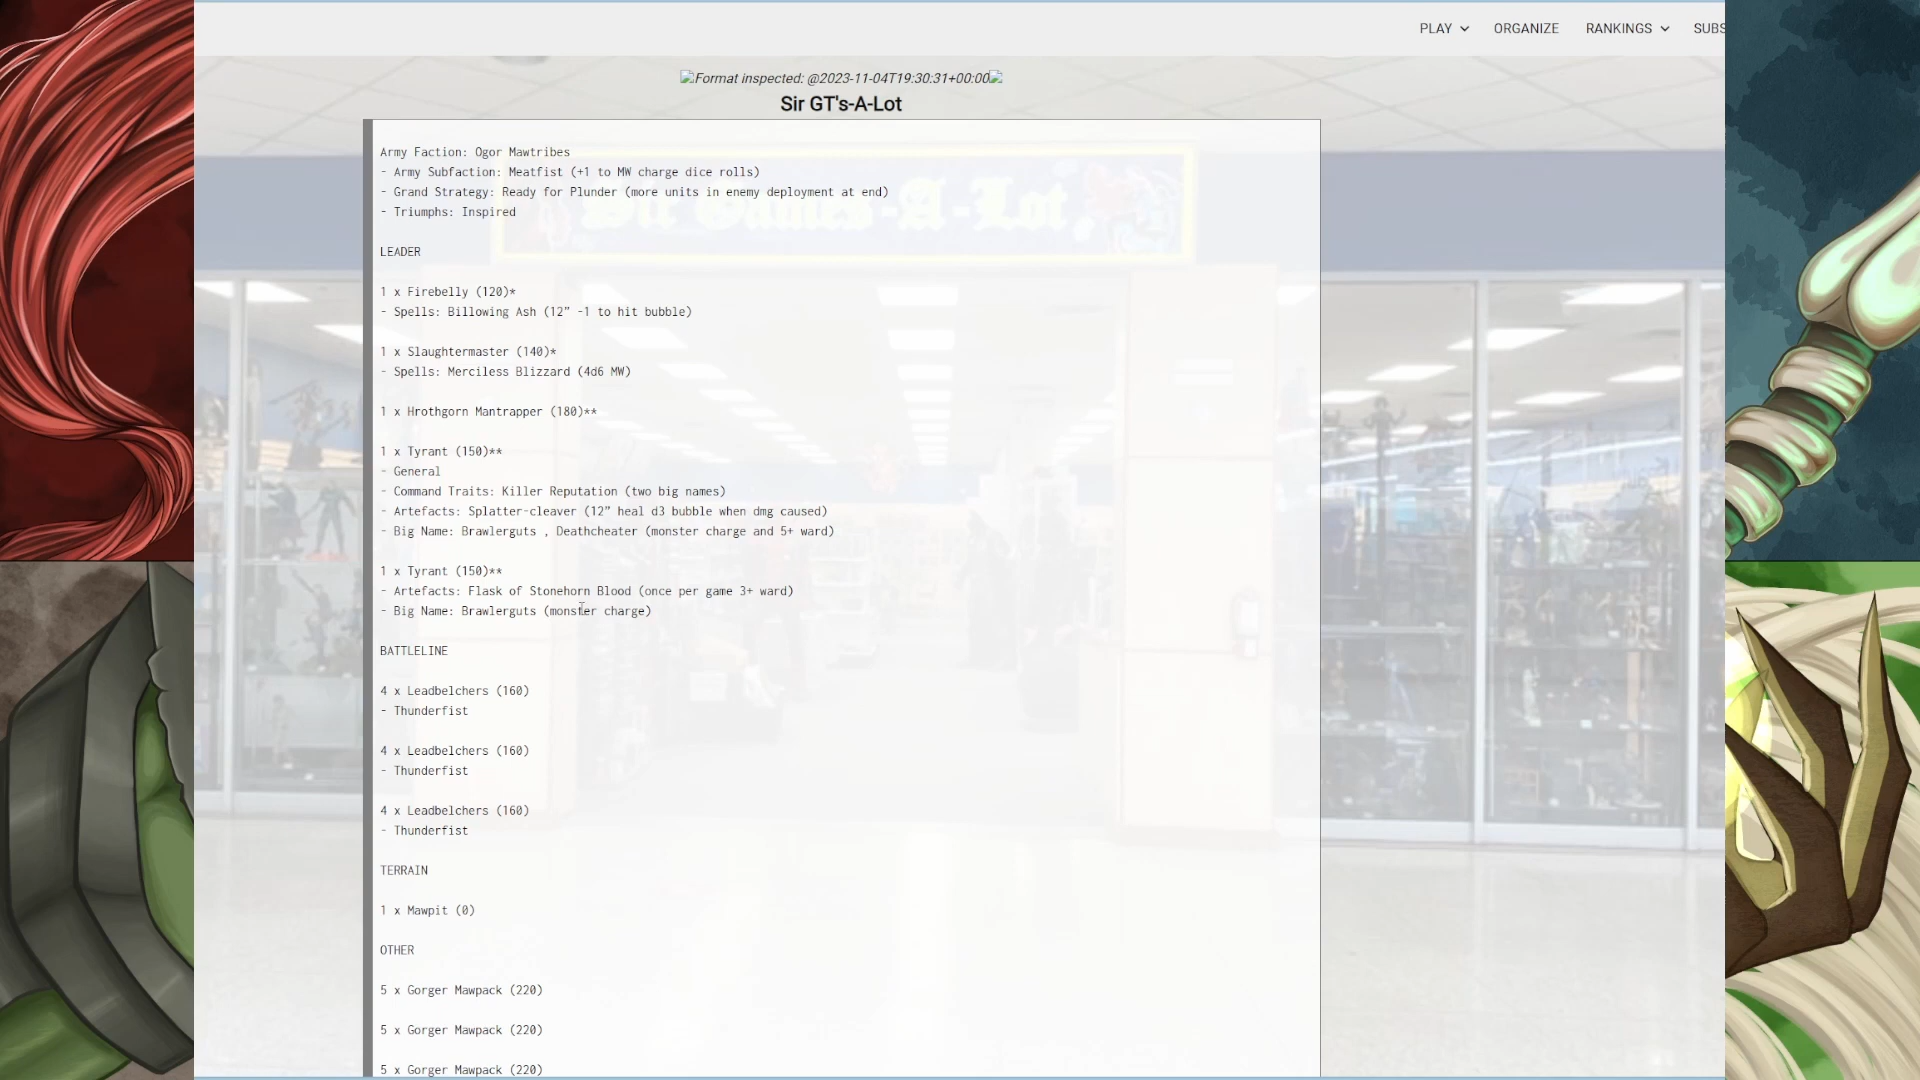 PLAY ORGANIZE RANKINGS SUBS
Format inspected: @2023-11-04T19:30:31+00:00
Sir GT's-A-Lot
Sir Games-A-Lot
Army Faction: Ogor Mawtribes
- Army Subfaction: Meatfist (+1 to MW charge dice rolls)
- Grand Strategy: Ready for Plunder (more units in enemy deployment at end)
- Triumphs: Inspired
LEADER
1 x Firebelly (120)*
- Spells: Billowing Ash (12” -1 to hit bubble)
1 x Slaughtermaster (140)*
- Spells: Merciless Blizzard (4d6 MW)
1 x Hrothgorn Mantrapper (180)**
1 x Tyrant (150)**
- General
- Command Traits: Killer Reputation (two big names)
- Artefacts: Splatter-cleaver (12” heal d3 bubble when dmg caused)
- Big Name: Brawlerguts , Deathcheater (monster charge and 5+ ward)
1 x Tyrant (150)**
- Artefacts: Flask of Stonehorn Blood (once per game 3+ ward)
- Big Name: Brawlerguts (monster charge)
BATTLELINE
4 x Leadbelchers (160)
- Thunderfist
4 x Leadbelchers (160)
- Thunderfist
4 x Leadbelchers (160)
- Thunderfist
TERRAIN
1 x Mawpit (0)
OTHER
5 x Gorger Mawpack (220)
5 x Gorger Mawpack (220)
5 x Gorger Mawpack (220)